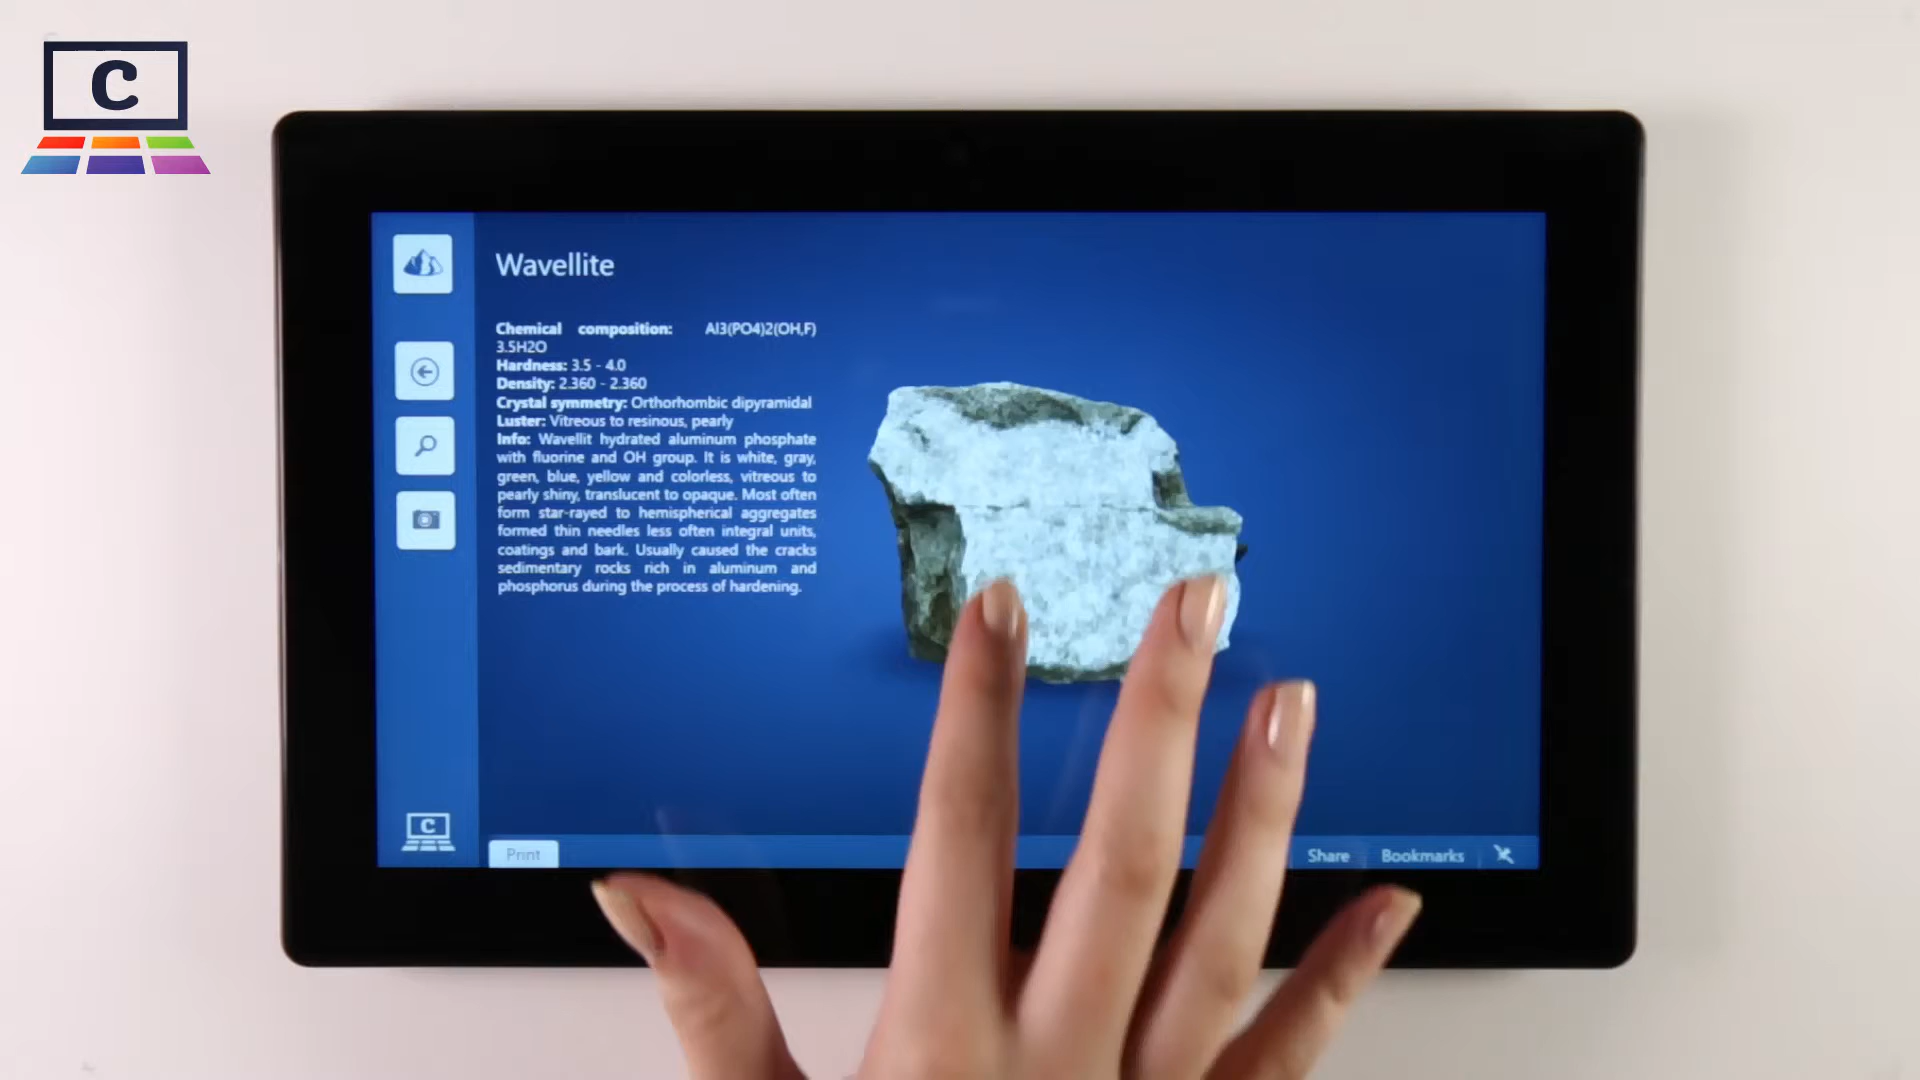 C
Wavellite
Chemical composition: Al3(PO4)2(OH,F)
3.5H2O
Hardness: 3.5 - 4.0
Density: 2.360 - 2.360
Crystal symmetry: Orthorhombic dipyramidal
Luster: Vitreous to resinous, pearly
Info: Wavellit hydrated aluminum phosphate
with fluorine and OH group. It is white, gray,
green, blue, yellow and colorless, vitreous to
pearly shiny, translucent to opaque. Most often
form star-rayed to hemispherical aggregates
formed thin needles less often integral units,
coatings and bark. Usually caused the cracks
sedimentary rocks rich in aluminum and
phosphorus during the process of hardening.
C
Print
Share Bookmarks